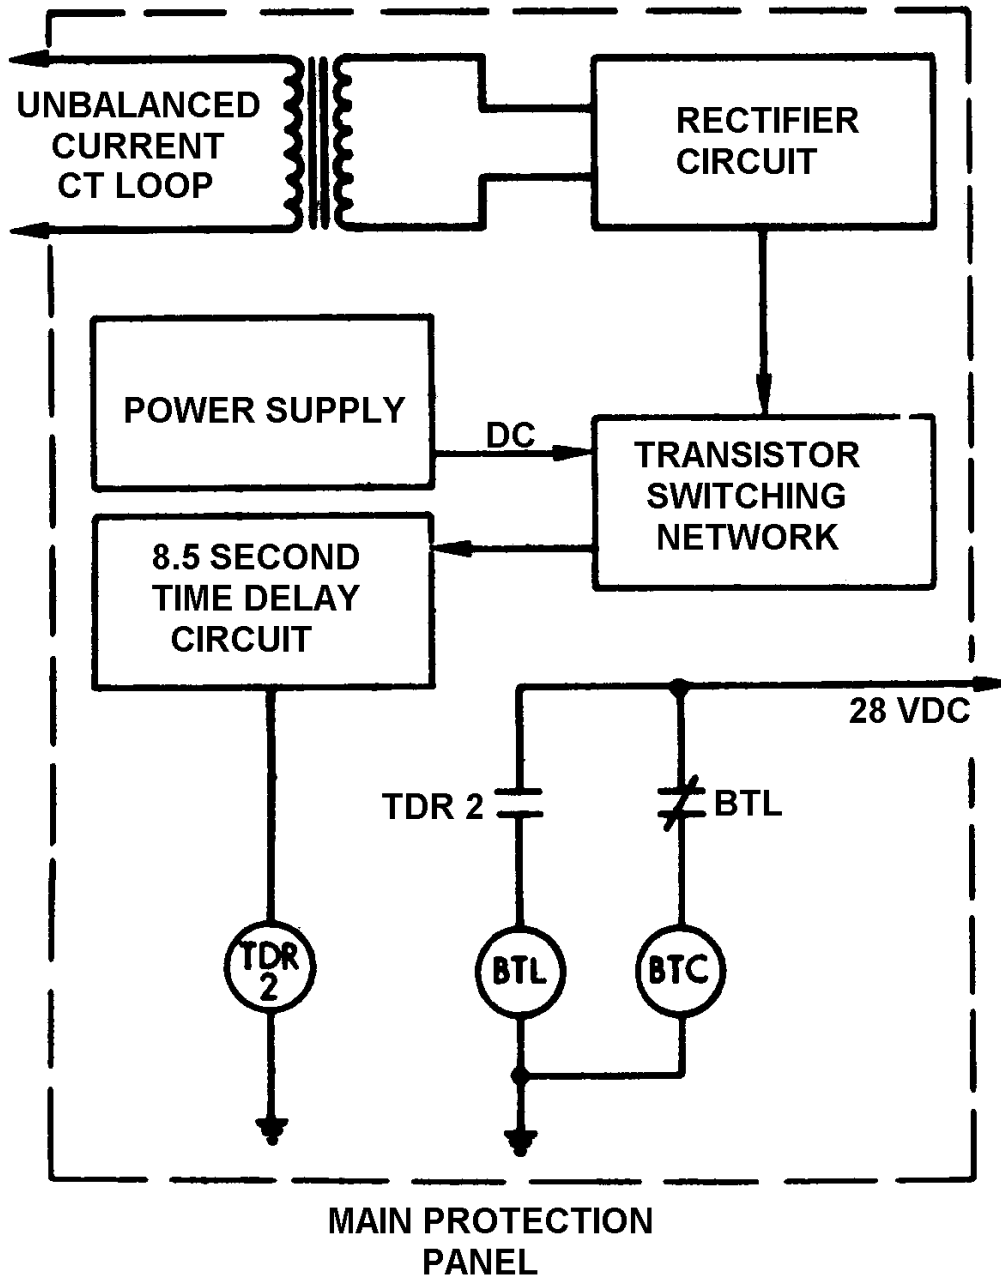 UNBALANCED
CURRENT
CT LOOP
RECTIFIER
CIRCUIT
POWER SUPPLY
DC
TRANSISTOR
SWITCHING
NETWORK
8.5 SECOND
TIME DELAY
CIRCUIT
28 VDC
TDR 2
BTL
TDR
2
BTL
BTC
MAIN PROTECTION
PANEL